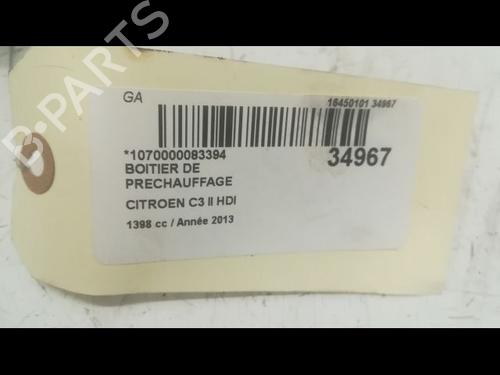 B-PARTS
GA
16450101 34967
*1070000083394
34967
BOITIER DE
PRECHAUFFAGE
CITROEN C3 II HDI
1398 cc / Année 2013